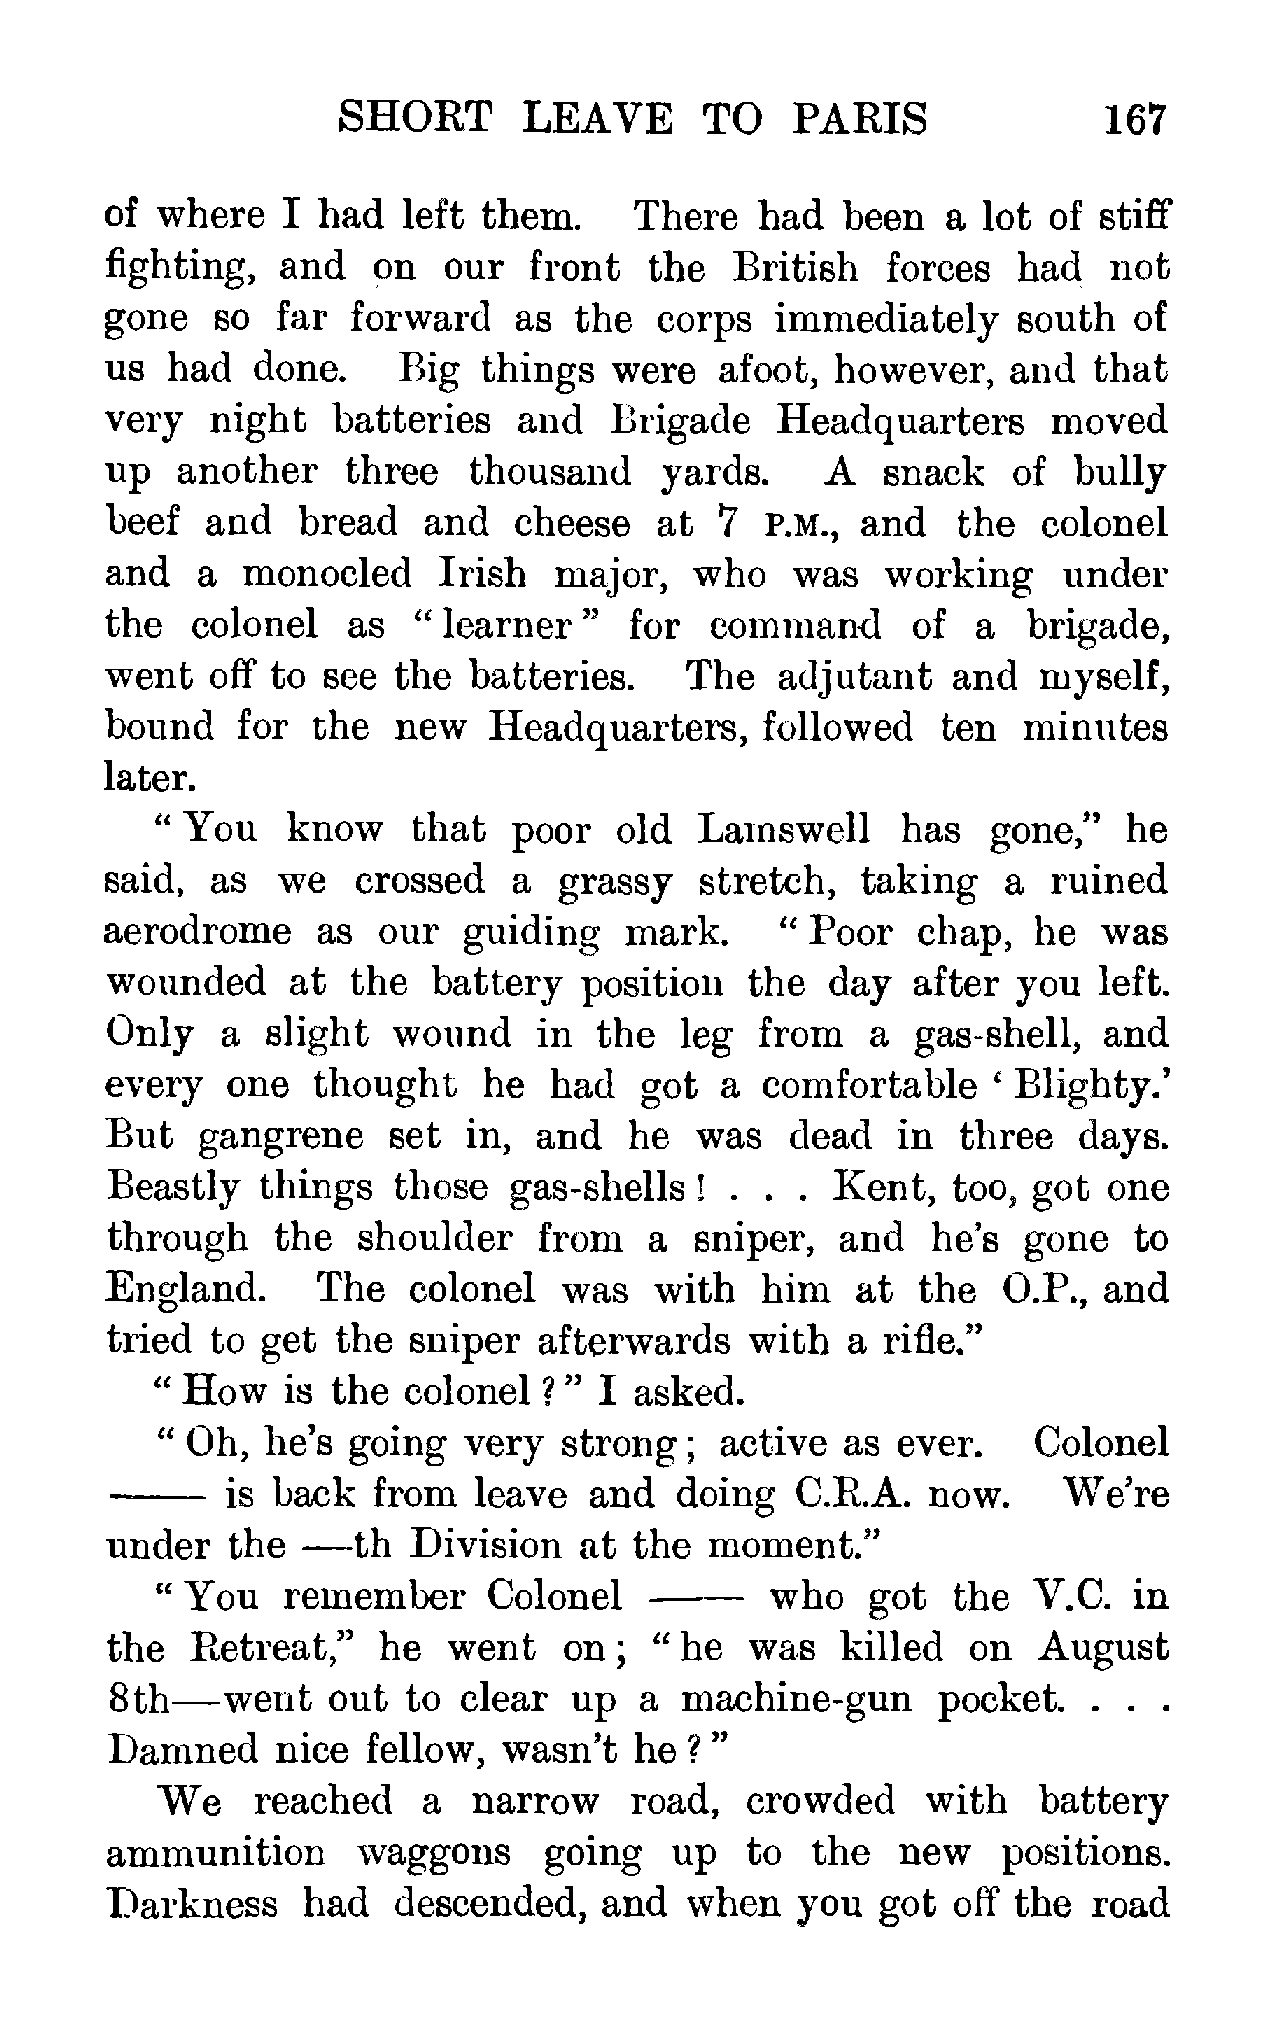 SHORT LEAVE TO PARIS 167
of where I had left them. There had been a lot of stiff
fighting, and on our front the British forces had not
gone so far forward as the corps immediately south of
us had done. Big things were afoot, however, and that
very night batteries and Brigade Headquarters moved
up another three thousand yards. A snack of bully
beef and bread and cheese at 7 P.M., and the colonel
and a monocled Irish major, who was working under
the colonel as “learner” for command of a brigade,
went off to see the batteries. The adjutant and myself,
bound for the new Headquarters, followed ten minutes
later.
“You know that poor old Lamswell has gone,” he
said, as we crossed a grassy stretch, taking a ruined
aerodrome as our guiding mark. “Poor chap, he was
wounded at the battery position the day after you left.
Only a slight wound in the leg from a gas-shell, and
every one thought he had got a comfortable ‘Blighty.’
But gangrene set in, and he was dead in three days.
Beastly things those gas-shells! . . . Kent, too, got one
through the shoulder from a sniper, and he’s gone to
England. The colonel was with him at the O.P., and
tried to get the sniper afterwards with a rifle.”
“How is the colonel?” I asked.
“Oh, he’s going very strong; active as ever. Colonel
—— is back from leave and doing C.R.A. now. We’re
under the —th Division at the moment.”
“You remember Colonel —— who got the V.C. in
the Retreat,” he went on; “he was killed on August
8th—went out to clear up a machine-gun pocket. . . .
Damned nice fellow, wasn’t he?”
We reached a narrow road, crowded with battery
ammunition waggons going up to the new positions.
Darkness had descended, and when you got off the road